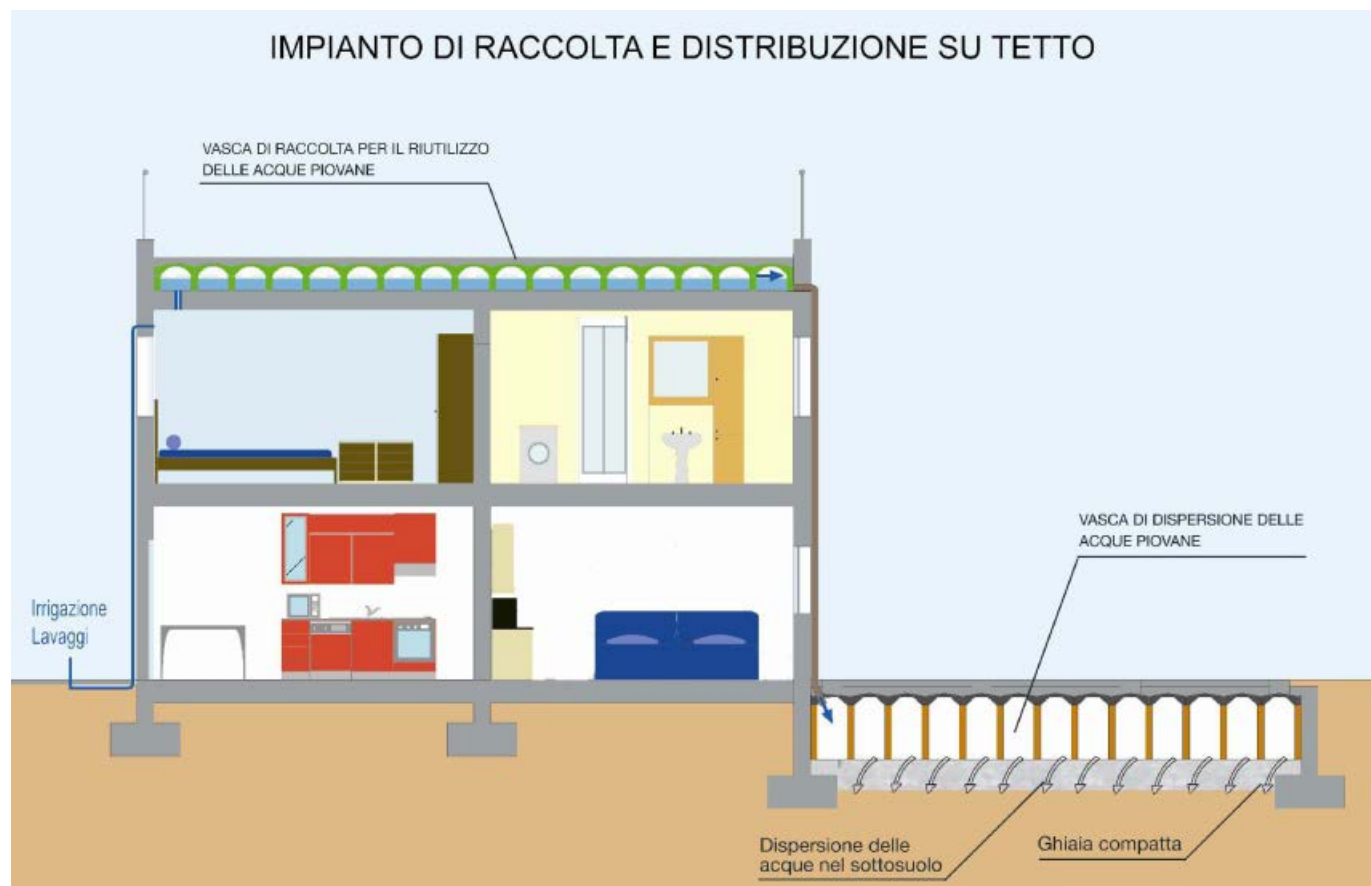 IMPIANTO DI RACCOLTA E DISTRIBUZIONE SU TETTO
VASCA DI RACCOLTA PER IL RIUTILIZZO
DELLE ACQUE PIOVANE
VASCA DI DISPERSIONE DELLE
ACQUE PIOVANE
Irrigazione
Lavaggi
Dispersione delle
acque nel sottosuolo
Ghiaia compatta